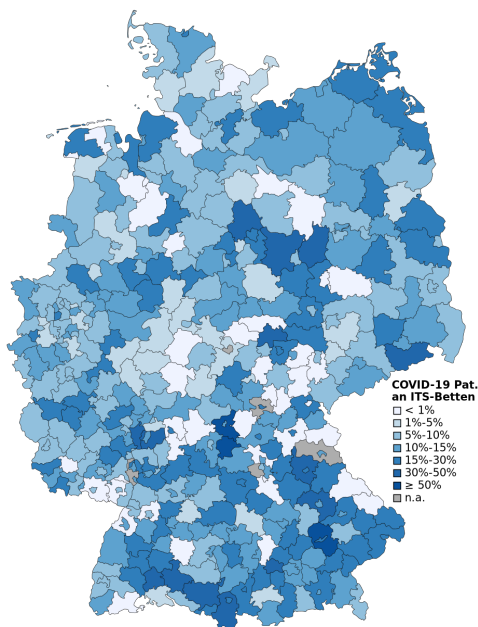 COVID-19 Pat.
an ITS-Betten
< 1%
1%-5%
5%-10%
10%-15%
15%-30%
30%-50%
≥ 50%
n.a.